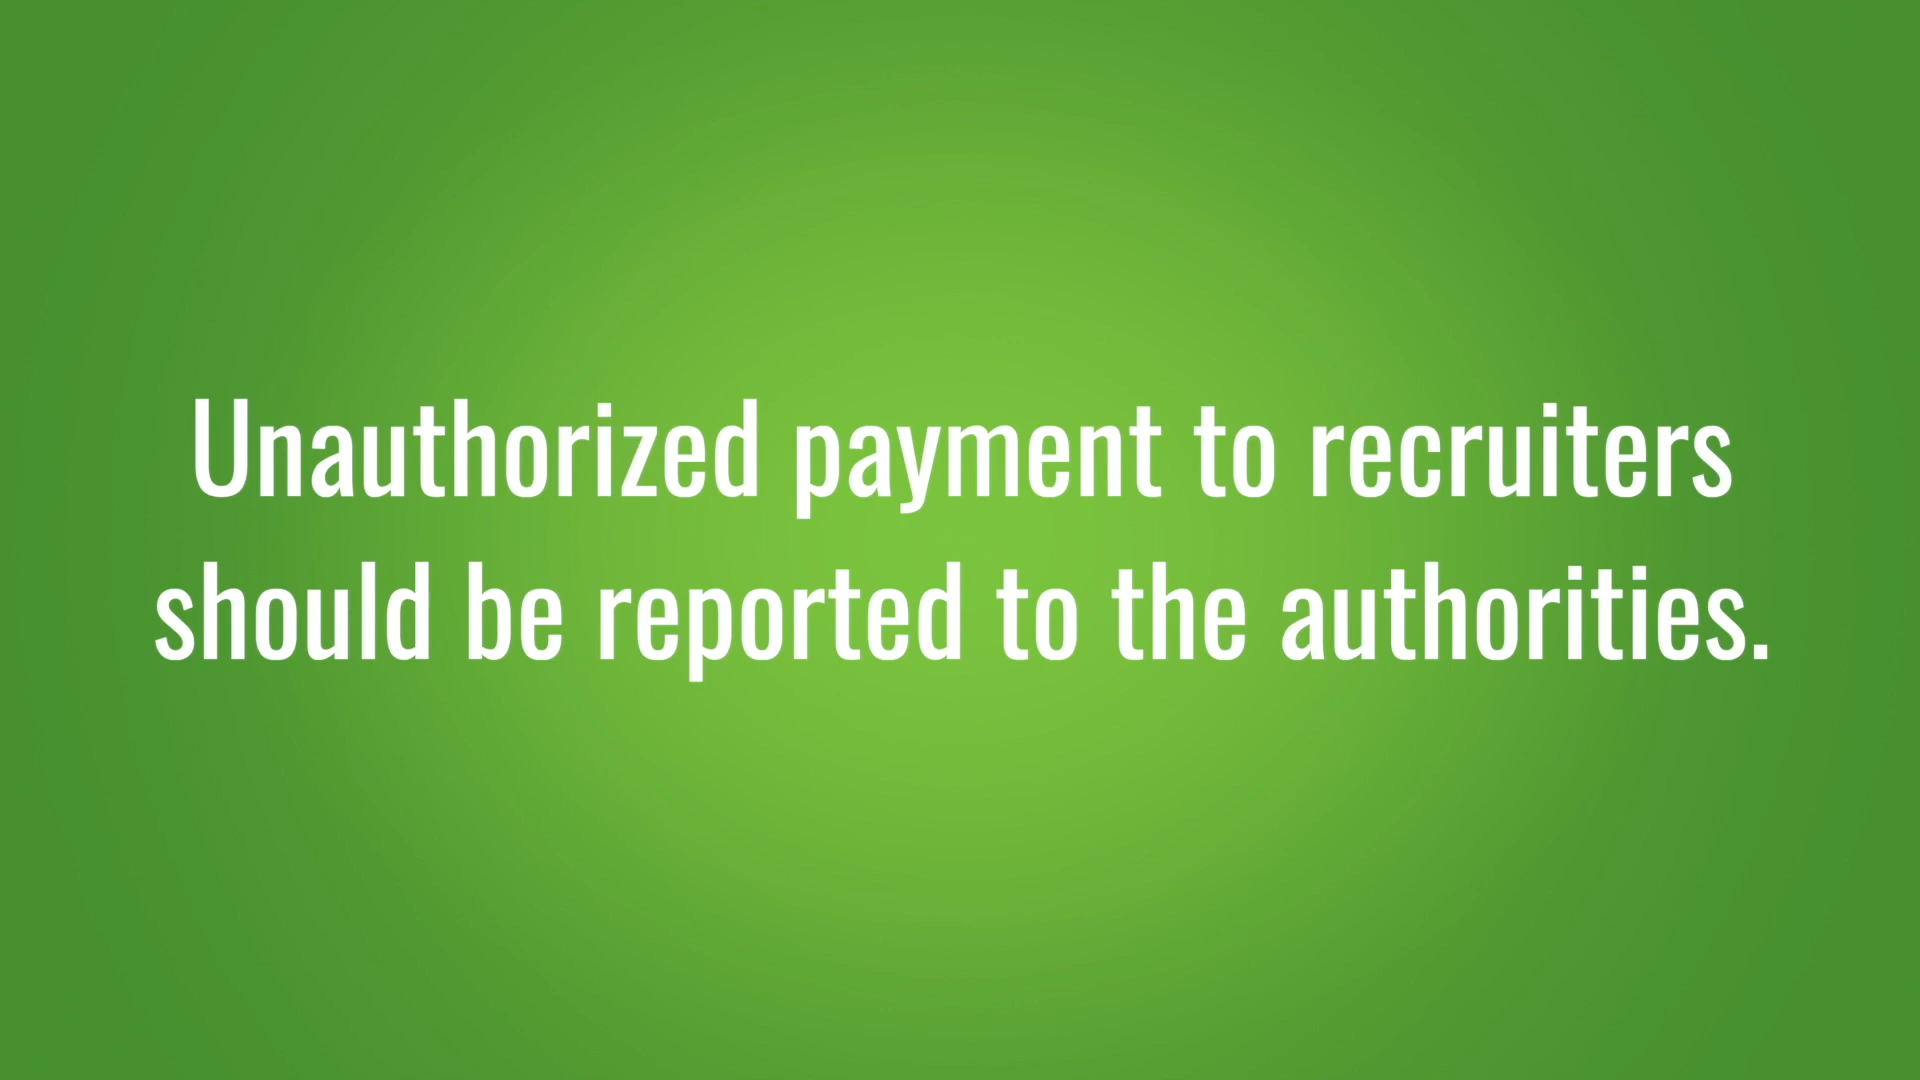 Unauthorized payment to recruiters
should be reported to the authorities.